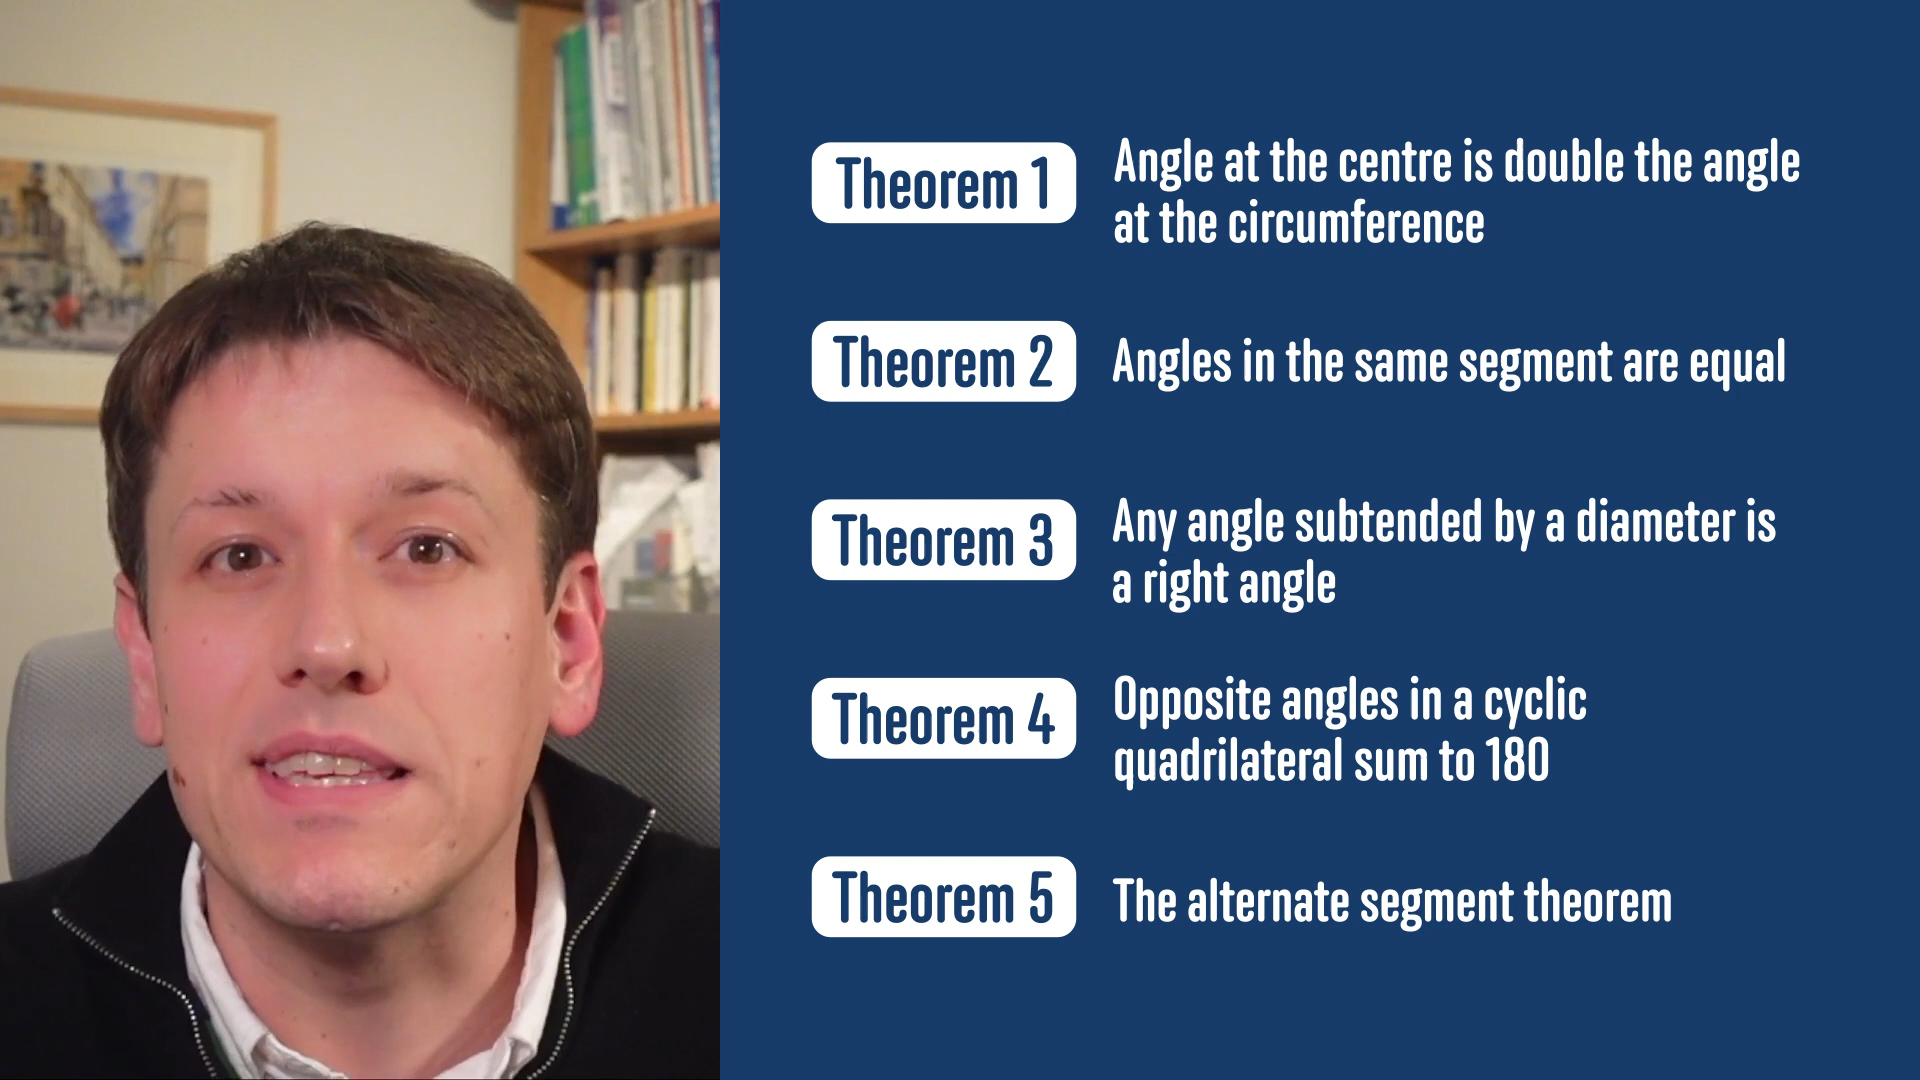 Theorem 1
Angle at the centre is double the angle
at the circumference
Theorem 2
Angles in the same segment are equal
Theorem 3
Any angle subtended by a diameter is
a right angle
Theorem 4
Opposite angles in a cyclic
quadrilateral sum to 180
Theorem 5
The alternate segment theorem